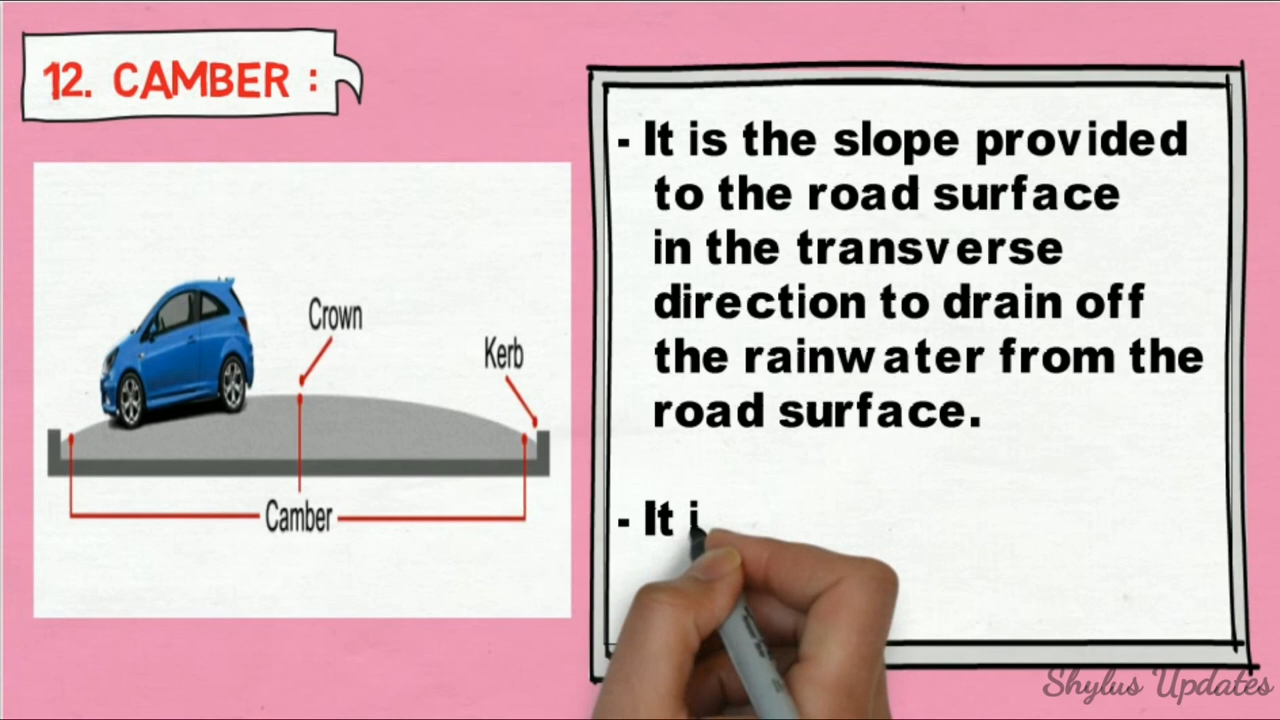 12. CAMBER :
Crown
Kerb
Camber
- It is the slope provided
to the road surface
in the transverse
direction to drain off
the rainwater from the
road surface.
- It i
Shylus Updates